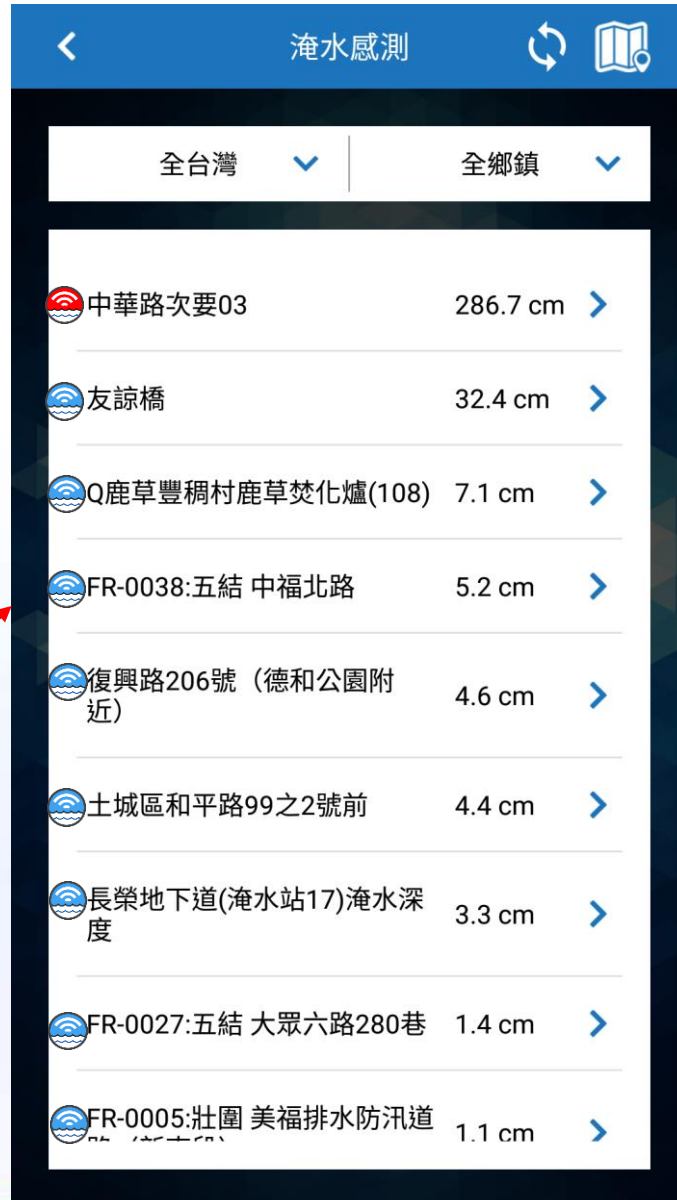 淹水感測
全台灣 全鄉鎮
中華路次要03 286.7 cm
友諒橋 32.4 cm
Q鹿草豐稠村鹿草焚化爐(108) 7.1 cm
FR-0038:五結 中福北路 5.2 cm
復興路206號（德和公園附
近） 4.6 cm
土城區和平路99之2號前 4.4 cm
長榮地下道(淹水站17)淹水深
度 3.3 cm
FR-0027:五結 大眾六路280巷 1.4 cm
FR-0005:壯圍 美福排水防汛道
1.1 cm